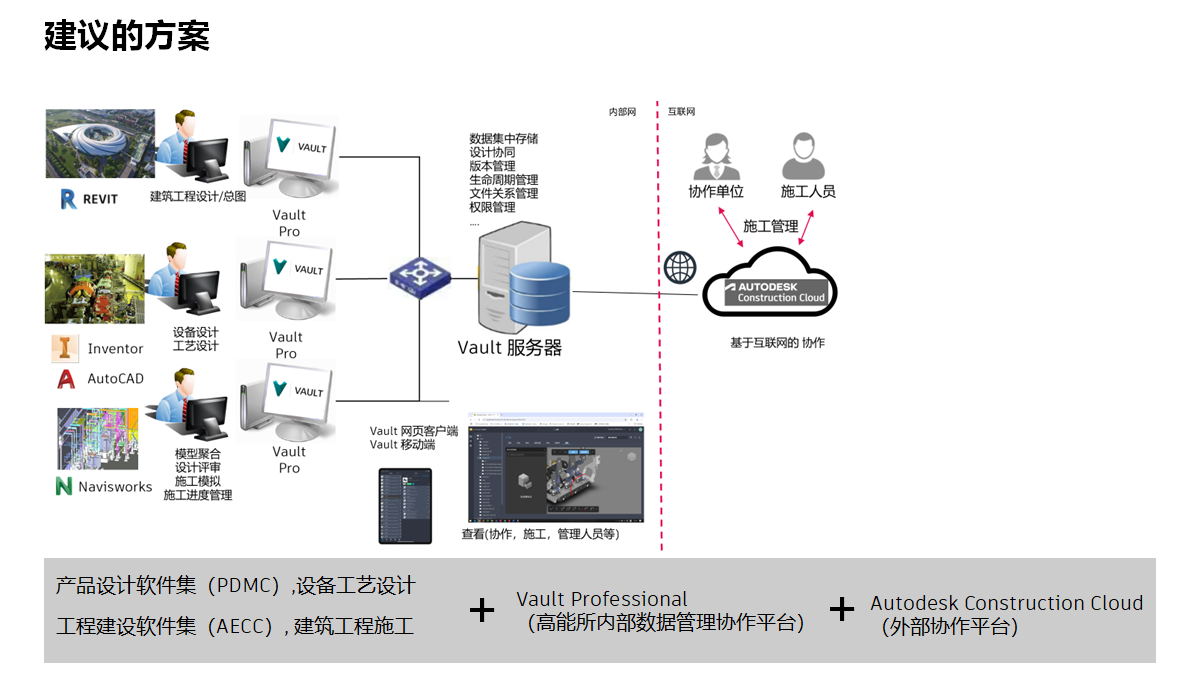 建议的方案
内部网
互联网
REVIT
建筑工程设计/总图
VAULT
Vault
Pro
数据集中存储
设计协同
版本管理
生命周期管理
文件关系管理
权限管理
....
协作单位
施工人员
施工管理
VAULT
Inventor
AutoCAD
设备设计
工艺设计
Vault
Pro
Vault 服务器
AUTODESK
Construction Cloud
基于互联网的 协作
VAULT
Navisworks
模型聚合
设计评审
施工模拟
施工进度管理
Vault
Pro
Vault 网页客户端
Vault 移动端
查看(协作，施工，管理人员等)
产品设计软件集（PDMC）,设备工艺设计
工程建设软件集（AECC）, 建筑工程施工
+
Vault Professional
（高能所内部数据管理协作平台）
+
Autodesk Construction Cloud
（外部协作平台）